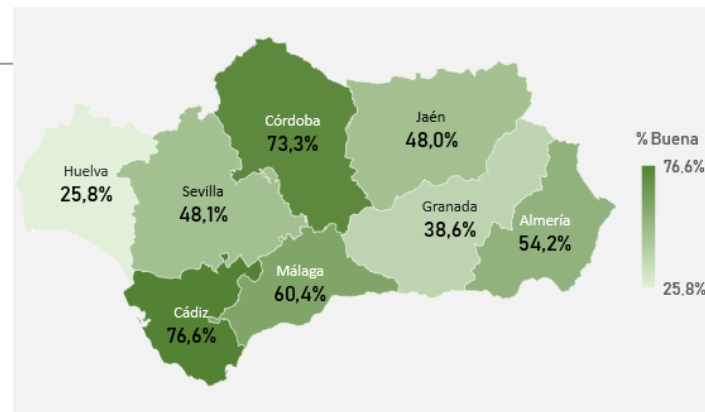 Córdoba
73,3%
Jaén
48,0%
% Buena
76.6%
Huelva
25,8%
Sevilla
48,1%
Granada
38,6%
Almería
54,2%
Málaga
60,4%
25.8%
Cádiz
76,6%